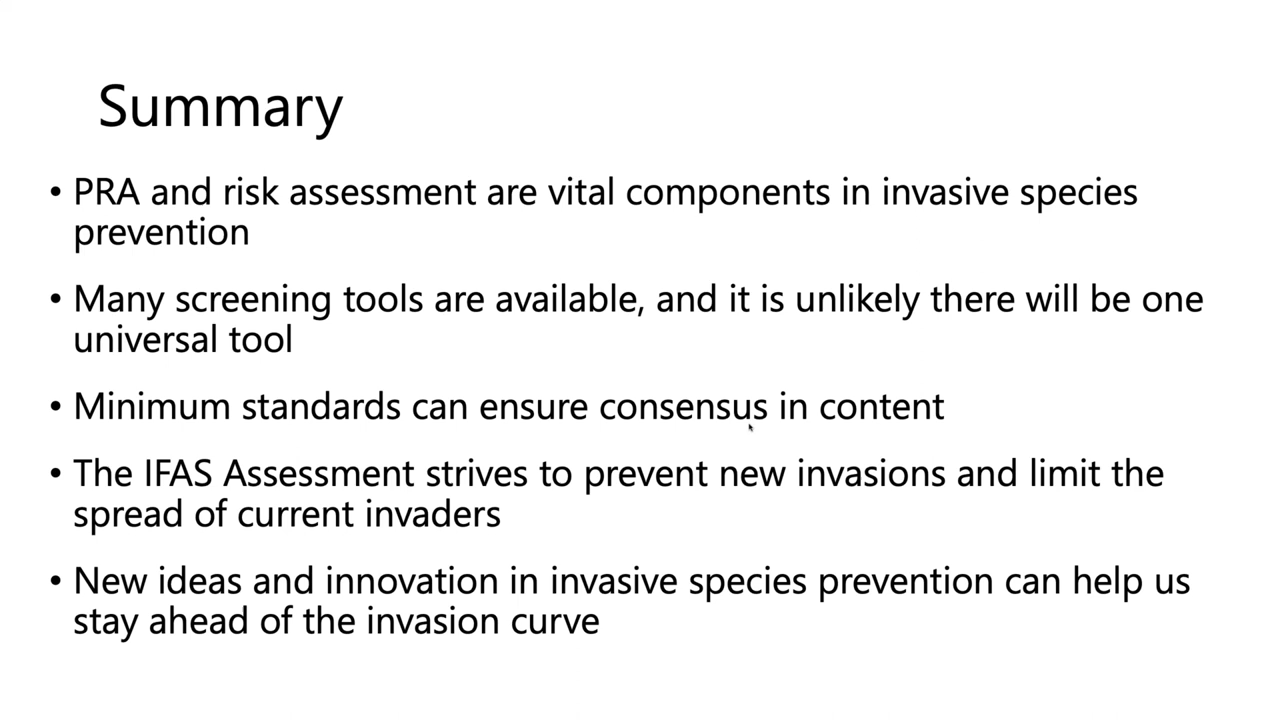 Summary
• PRA and risk assessment are vital components in invasive species
prevention
• Many screening tools are available, and it is unlikely there will be one
universal tool
• Minimum standards can ensure consensus in content
• The IFAS Assessment strives to prevent new invasions and limit the
spread of current invaders
• New ideas and innovation in invasive species prevention can help us
stay ahead of the invasion curve